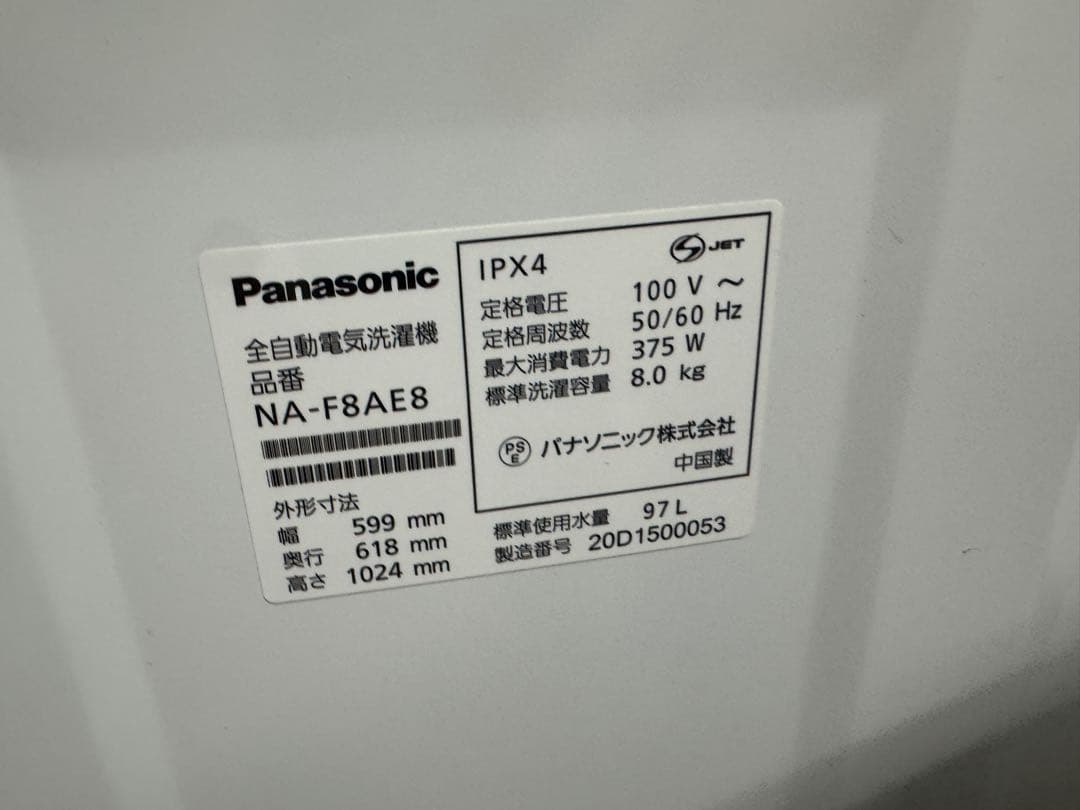 Panasonic
全自動電気洗濯機
品番
NA-F8AE8
外形寸法
幅 599 mm
奥行 618 mm
高さ 1024 mm
IPX4
JET
定格電圧 100 V ～
定格周波数 50/60 Hz
最大消費電力 375 W
標準洗濯容量 8.0 kg
PS
E
パナソニック株式会社
中国製
標準使用水量 97 L
製造番号 20D1500053